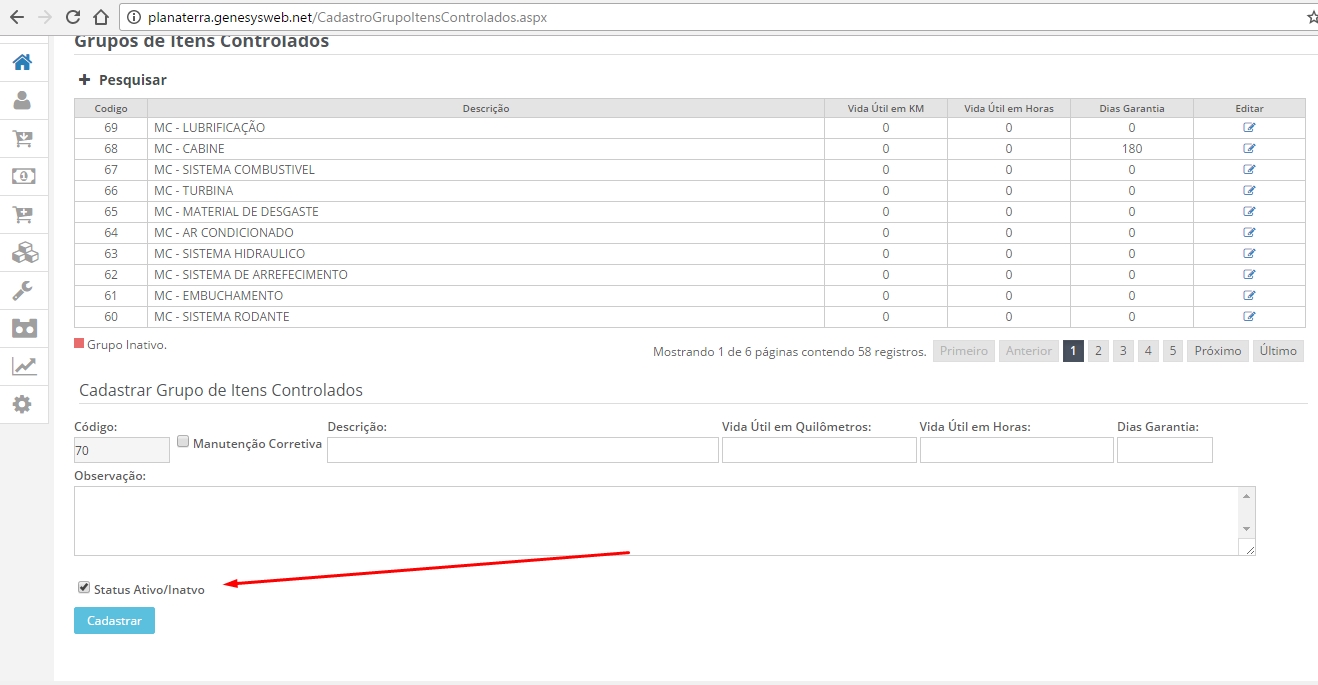 planaterra.genesysweb.net/CadastroGrupoItensControlados.aspx
Grupos de Itens Controlados
+ Pesquisar
Codigo Descrição Vida Útil em KM Vida Útil em Horas Dias Garantia Editar
69 MC - LUBRIFICAÇÃO 0 0 0
68 MC - CABINE 0 0 180
67 MC - SISTEMA COMBUSTIVEL 0 0 0
66 MC - TURBINA 0 0 0
65 MC - MATERIAL DE DESGASTE 0 0 0
64 MC - AR CONDICIONADO 0 0 0
63 MC - SISTEMA HIDRAULICO 0 0 0
62 MC - SISTEMA DE ARREFECIMENTO 0 0 0
61 MC - EMBUCHAMENTO 0 0 0
60 MC - SISTEMA RODANTE 0 0 0
Grupo Inativo.
Mostrando 1 de 6 páginas contendo 58 registros. Primeiro Anterior 1 2 3 4 5 Próximo Último
Cadastrar Grupo de Itens Controlados
Código: Descrição: Vida Útil em Quilômetros: Vida Útil em Horas: Dias Garantia:
70 Manutenção Corretiva
Observação:
Status Ativo/Inatvo
Cadastrar